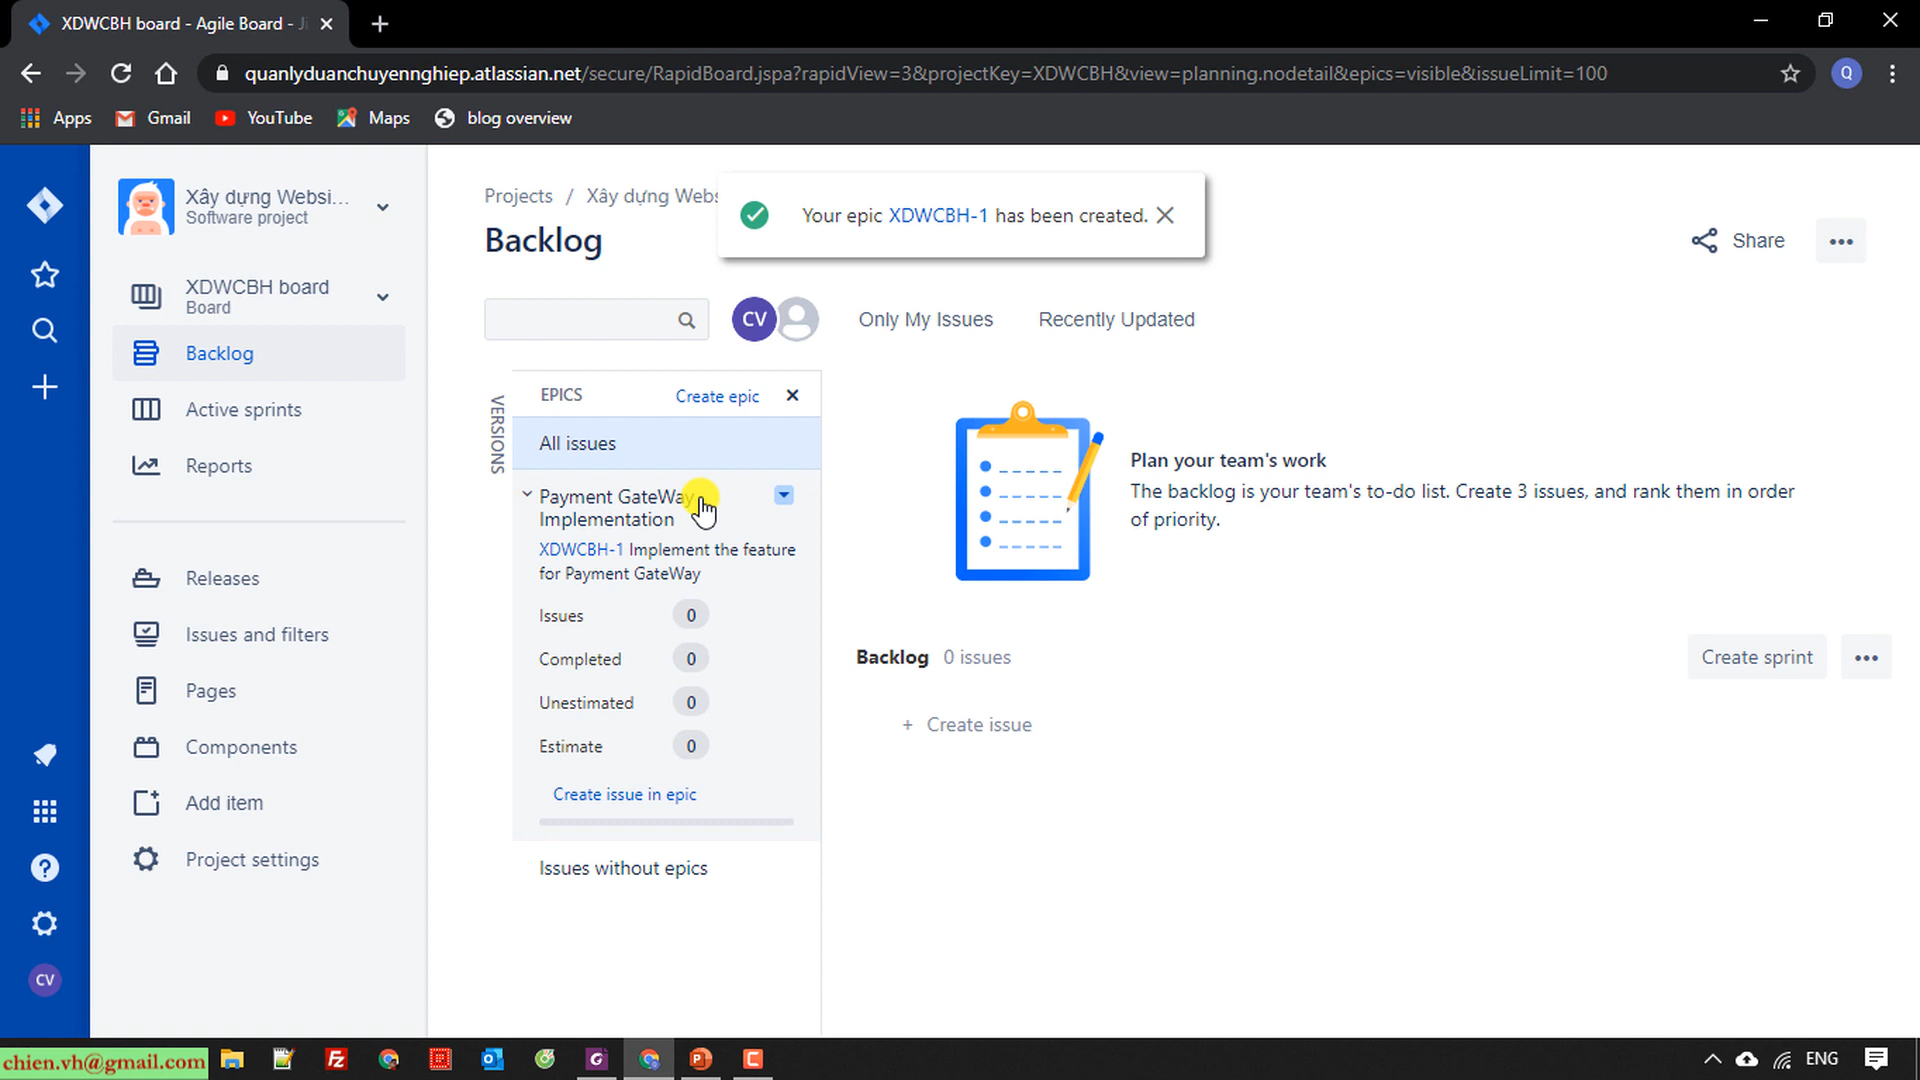 XDWCBH board - Agile Board - Ji
quanlyduanchuyennghiep.atlassian.net/secure/RapidBoard.jspa?rapidView=3&projectKey=XDWCBH&view=planning.nodetail&epics=visible&issueLimit=100
Q
Apps
Gmail
YouTube
Maps
blog overview
Xây dựng Websi...
Software project
XDWCBH board
Board
Backlog
Active sprints
Reports
Releases
Issues and filters
Pages
Components
Add item
Project settings
CV
Projects / Xây dựng Webs
Your epic XDWCBH-1 has been created.
Backlog
Share
CV
Only My Issues
Recently Updated
VERSIONS
EPICS
Create epic
All issues
Payment GateWay
Implementation
XDWCBH-1 Implement the feature
for Payment GateWay
Issues 0
Completed 0
Unestimated 0
Estimate 0
Create issue in epic
Issues without epics
Plan your team's work
The backlog is your team's to-do list. Create 3 issues, and rank them in order
of priority.
Backlog 0 issues
Create sprint
+ Create issue
chien.vh@gmail.com
ENG